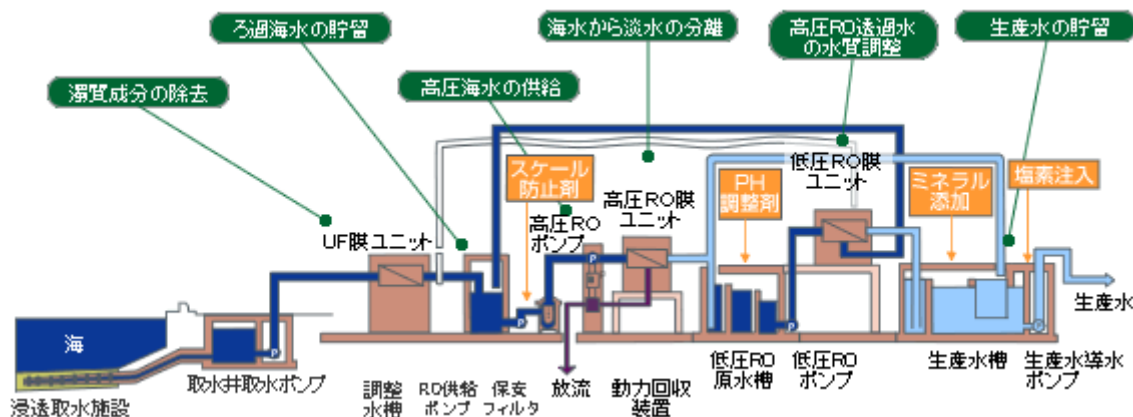 ろ過海水の貯留
海水から淡水の分離
高圧RO透過水
の水質調整
生産水の貯留
濁質成分の除去
高圧海水の供給
スケール
防止剤
低圧RO膜
ユニット
PH
調整剤
ミネラル
添加
塩素注入
高圧RO
ポンプ
高圧RO膜
ユニット
UF膜ユニット
P
P
P
P
P
海
生産水
取水井取水ポンプ
浸透取水施設
調整
水槽
RO供給
ポンプ
保安
フィルタ
放流
動力回収
装置
低圧RO
原水槽
低圧RO
ポンプ
生産水槽
生産水導水
ポンプ